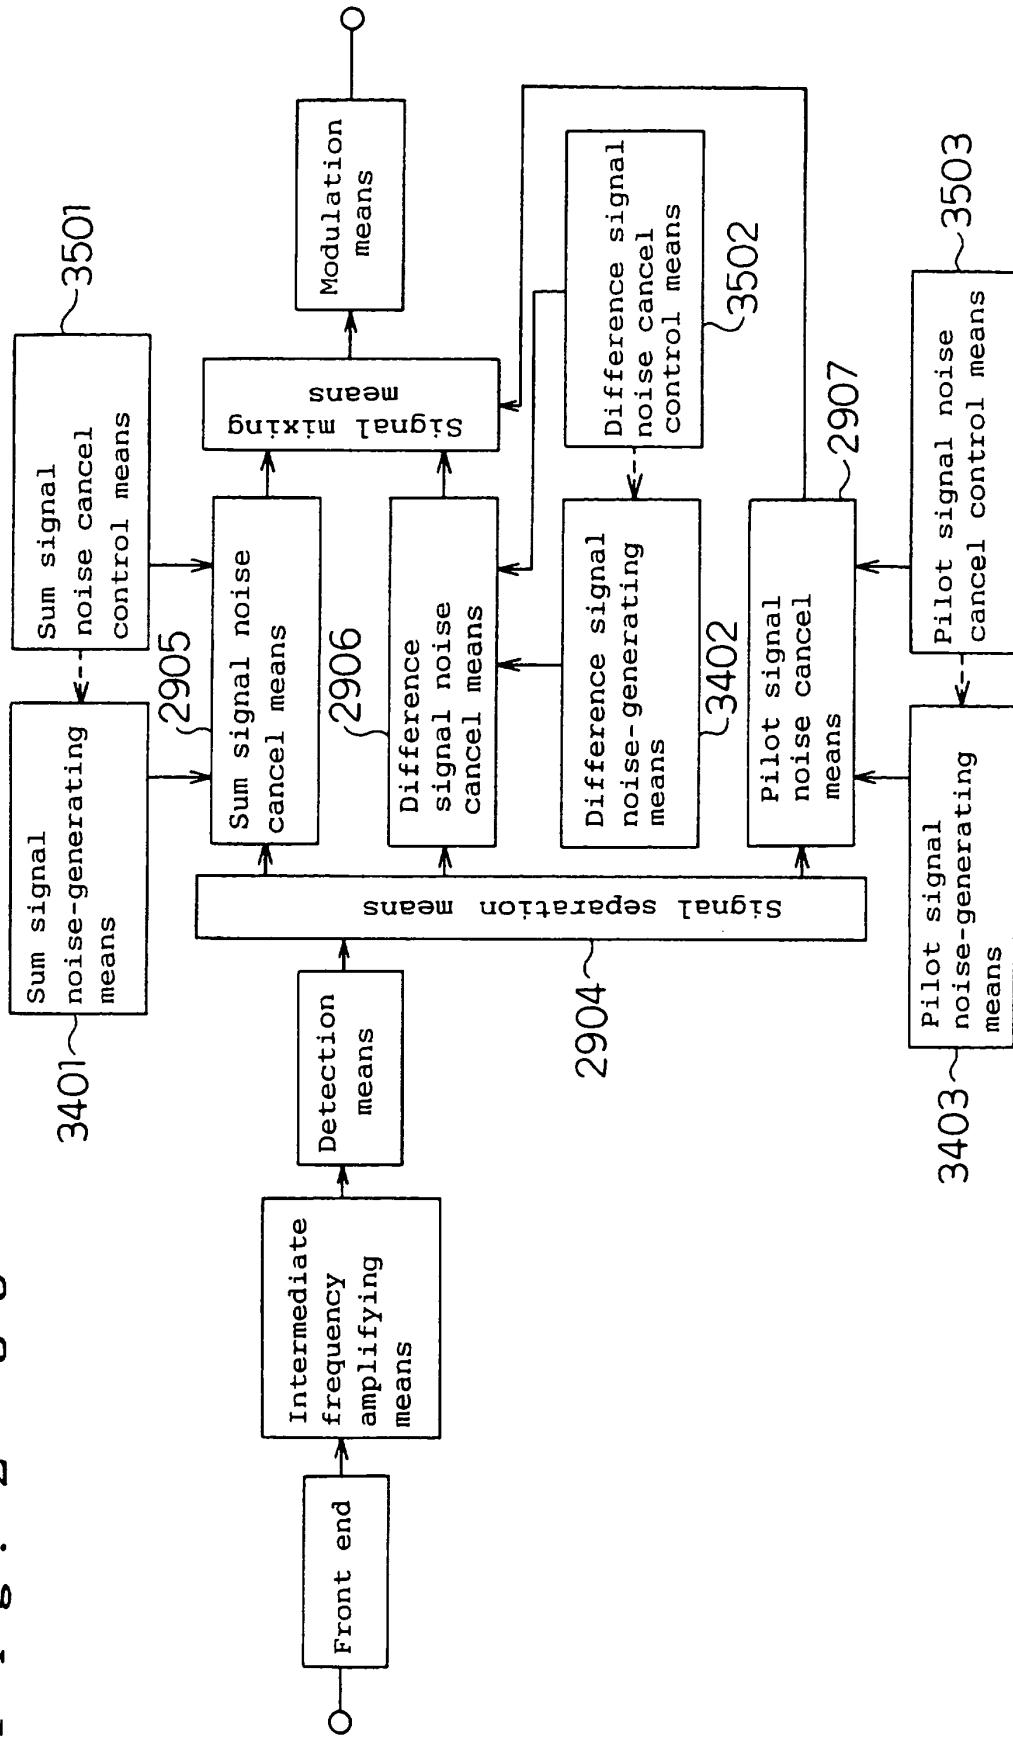 3401
Sum signal
noise-generating
means
Sum signal
noise cancel
control means
3501
2905
Sum signal noise
cancel means
2906
Difference
signal noise
cancel means
Signal mixing
means
Modulation
means
Front end
Intermediate
frequency
amplifying
means
Detection
means
Signal separation means
2904
Difference signal
noise-generating
means
3402
Difference signal
noise cancel
control means
3502
Pilot signal
noise cancel
means
2907
3403
Pilot signal
noise-generating
means
Pilot signal noise
cancel control means
3503